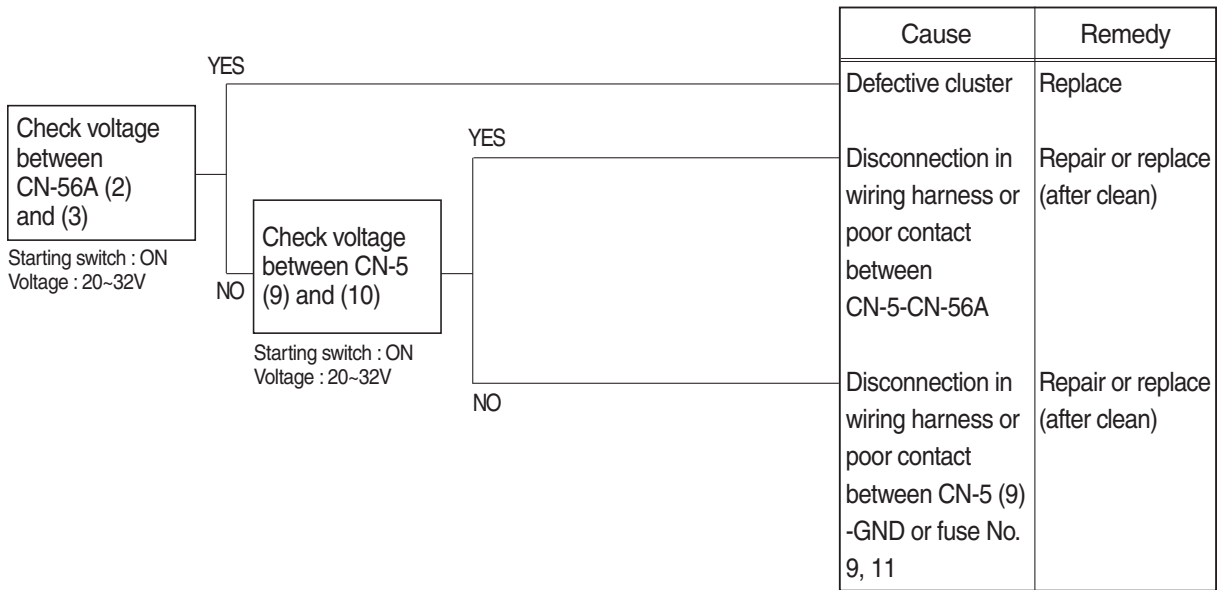 Cause
Remedy
YES
Defective cluster
Replace
Check voltage
between
CN-56A (2)
and (3)
Starting switch : ON
Voltage : 20~32V
YES
Disconnection in
wiring harness or
poor contact
between
CN-5-CN-56A
Repair or replace
(after clean)
NO
Check voltage
between CN-5
(9) and (10)
Starting switch : ON
Voltage : 20~32V
NO
Disconnection in
wiring harness or
poor contact
between CN-5 (9)
-GND or fuse No.
9, 11
Repair or replace
(after clean)